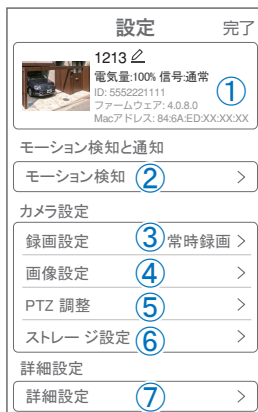 設定 完了
1213
電気量:100% 信号:通常
ID: 5552221111
ファームウェア: 4.0.8.0
Macアドレス: 84:6A:ED:XX:XX:XX
①
モーション検知と通知
モーション検知 ② >
カメラ設定
録画設定 ③ 常時録画 >
画像設定 ④ >
PTZ 調整 ⑤ >
ストレージ設定 ⑥ >
詳細設定
詳細設定 ⑦ >